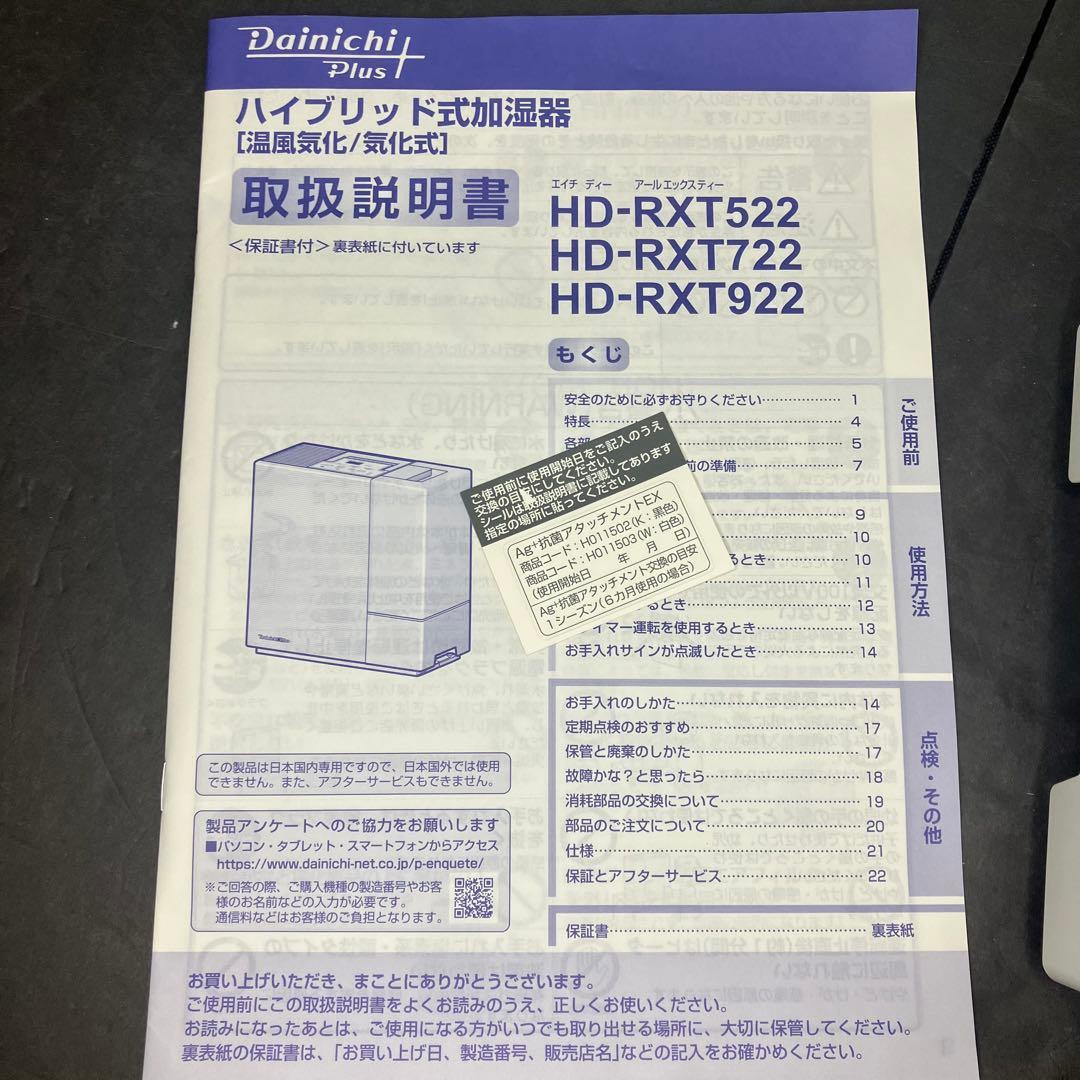 Dainichi
Plus
ハイブリッド式加湿器
[温風気化/気化式]
取扱説明書
<保証書付>裏表紙に付いています
エイチ ディー アールエックスティー
HD-RXT522
HD-RXT722
HD-RXT922
もくじ
安全のために必ずお守りください…………… 1
特長…………………………………… 4
各部 5
前の準備…………… 7
ご使用前
9
10
るとき………… 10
11
るとき……………………… 12
イマー運転を使用するとき………… 13
お手入れサインが点滅したとき………… 14
使用方法
お手入れのしかた……………………… 14
定期点検のおすすめ…………………… 17
保管と廃棄のしかた…………………… 17
故障かな?と思ったら………………… 18
消耗部品の交換について……………… 19
部品のご注文について………………… 20
仕様……………………………………… 21
保証とアフターサービス……………… 22
点検・その他
保証書…………………………………… 裏表紙
ご使用前に使用開始日をご記入のうえ
交換の目安にしてください。
シールは取扱説明書に記載してあります
指定の場所に貼ってください。
Ag+抗菌アタッチメントEX
商品コード:H011502(K:黒色)
商品コード:H011503(W:白色)
(使用開始日 年 月 日)
Ag+抗菌アタッチメント交換の目安
1シーズン(6カ月使用の場合)
この製品は日本国内専用ですので、日本国外では使用
できません。また、アフターサービスもできません。
製品アンケートへのご協力をお願いします
■パソコン・タブレット・スマートフォンからアクセス
https://www.dainichi-net.co.jp/p-enquete/
※ご回答の際、ご購入機種の製造番号やお客
様のお名前などの入力が必要です。
通信料などはお客様のご負担となります。
お買い上げいただき、まことにありがとうございます。
ご使用前にこの取扱説明書をよくお読みのうえ、正しくお使いください。
お読みになったあとは、ご使用になる方がいつでも取り出せる場所に、大切に保管してください。
裏表紙の保証書は、「お買い上げ日、製造番号、販売店名」などの記入をお確かめください。